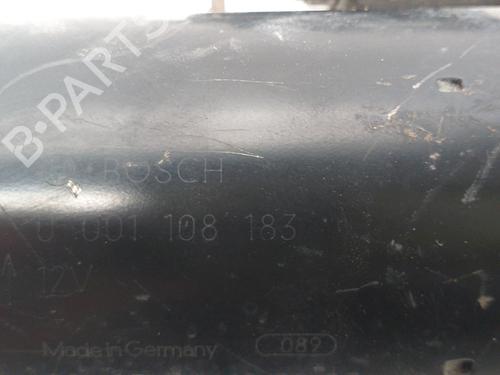 B-PARTS
BOSCH
0 001 108 183
12V
Made in Germany 089